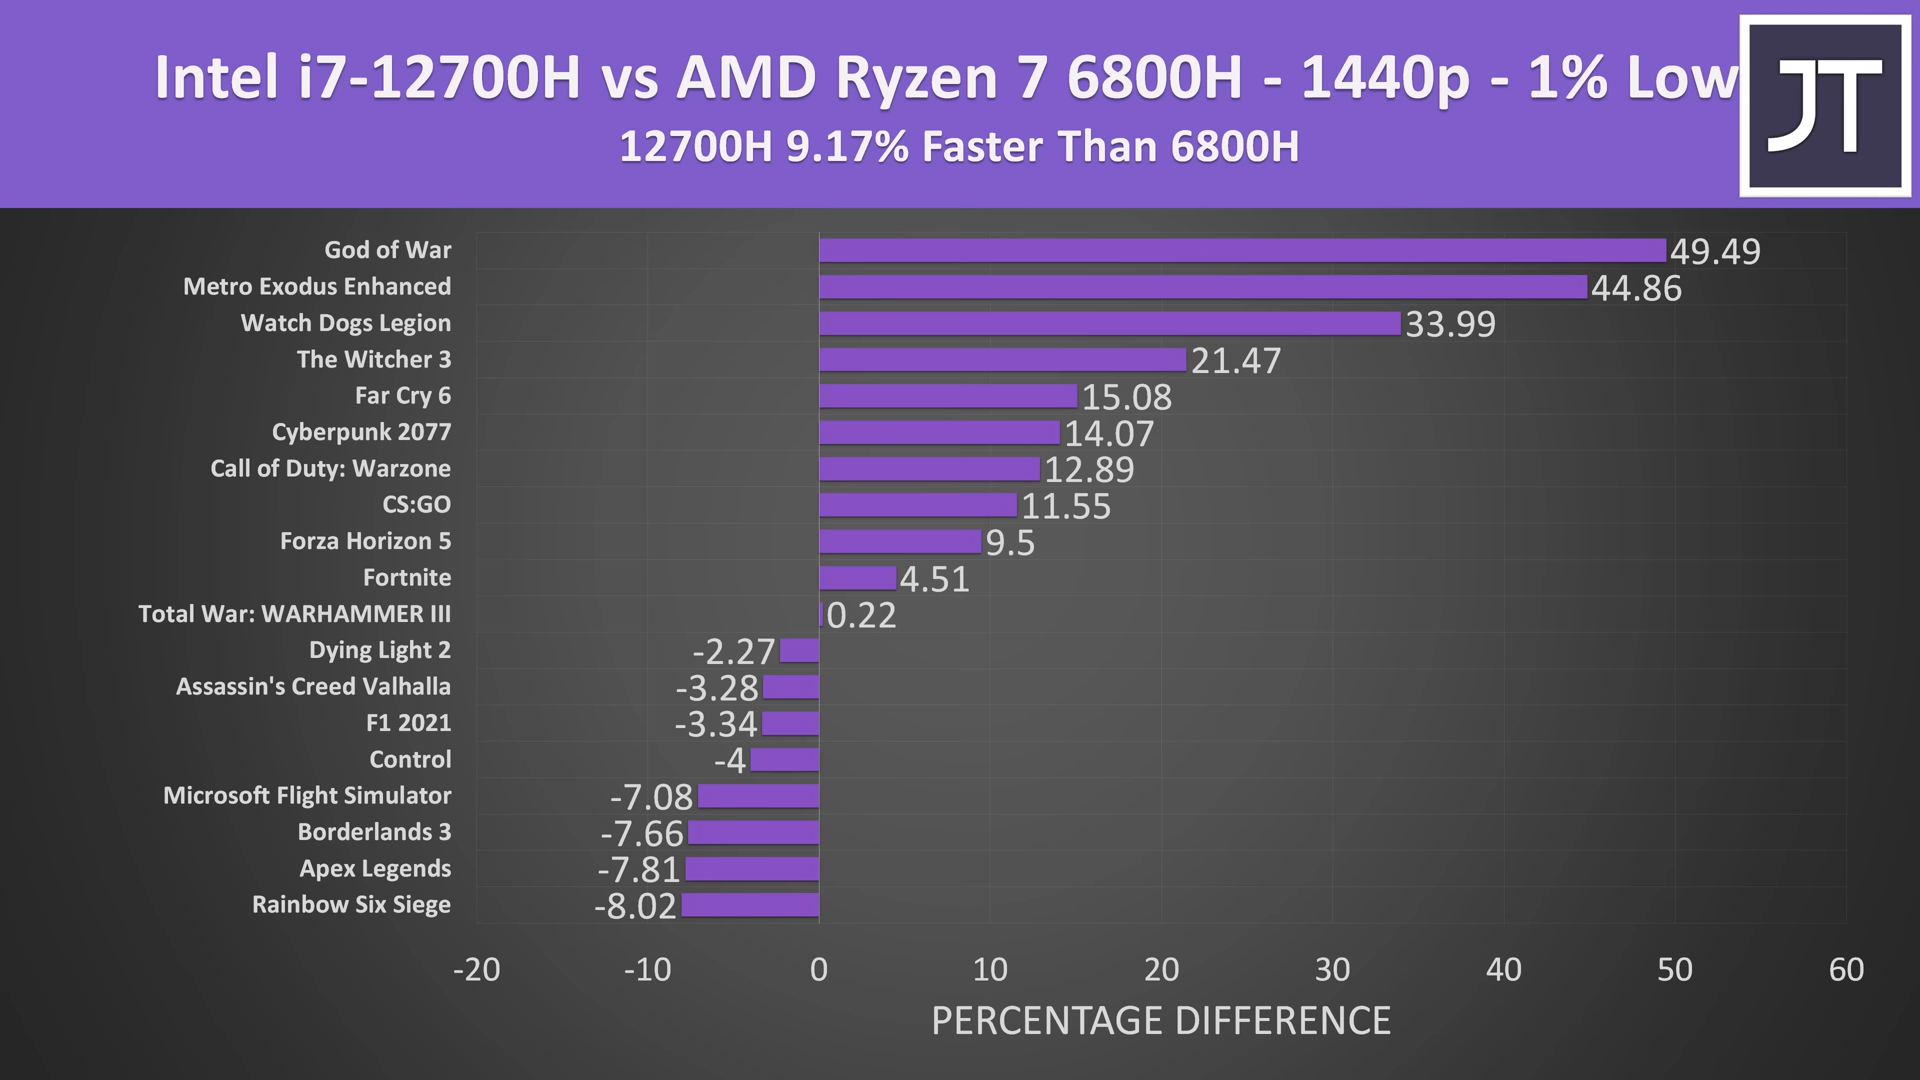 Intel i7-12700H vs AMD Ryzen 7 6800H - 1440p - 1% Low
JT
12700H 9.17% Faster Than 6800H
God of War 49.49
Metro Exodus Enhanced 44.86
Watch Dogs Legion 33.99
The Witcher 3 21.47
Far Cry 6 15.08
Cyberpunk 2077 14.07
Call of Duty: Warzone 12.89
CS:GO 11.55
Forza Horizon 5 9.5
Fortnite 4.51
Total War: WARHAMMER III 0.22
Dying Light 2 -2.27
Assassin's Creed Valhalla -3.28
F1 2021 -3.34
Control -4
Microsoft Flight Simulator -7.08
Borderlands 3 -7.66
Apex Legends -7.81
Rainbow Six Siege -8.02
-20 -10 0 10 20 30 40 50 60
PERCENTAGE DIFFERENCE